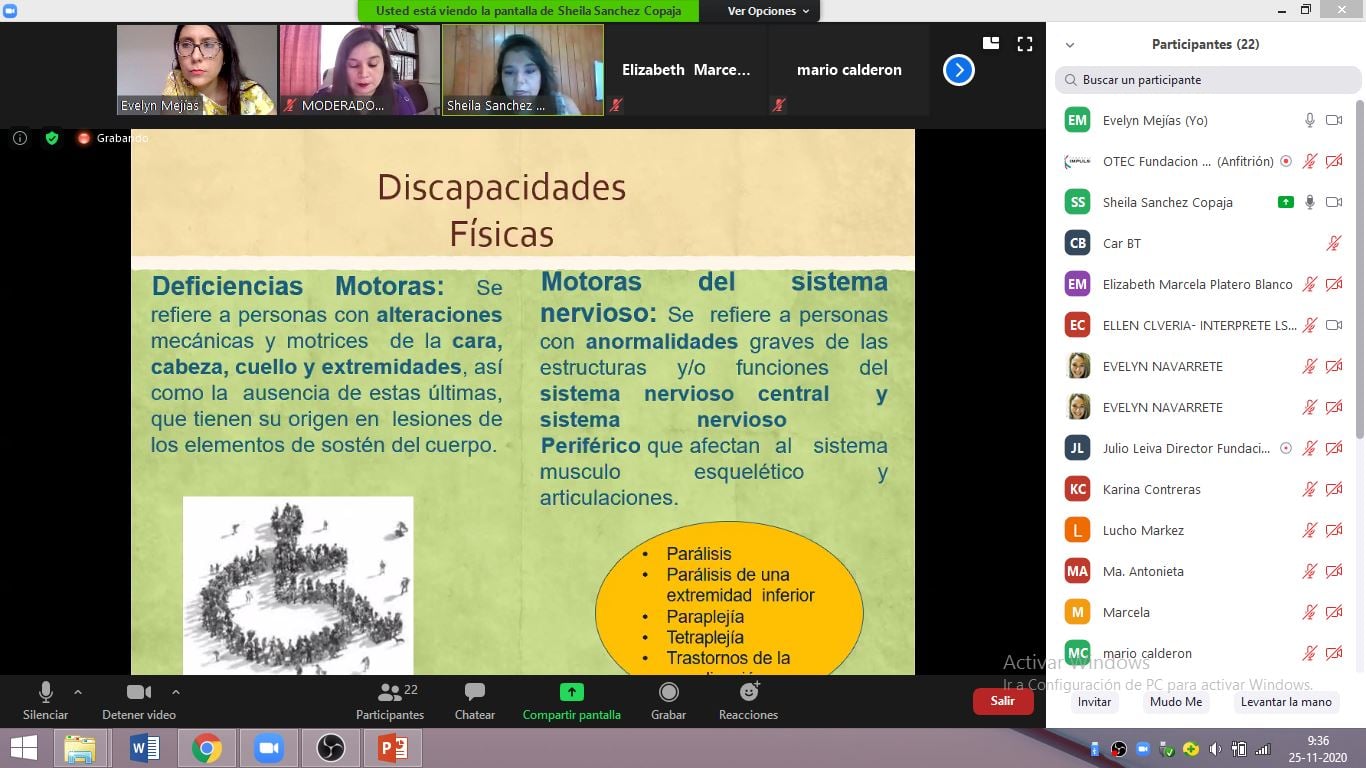 Usted está viendo la pantalla de Sheila Sanchez Copaja
Ver Opciones
Evelyn Mejías
MODERADO...
Sheila Sanchez ...
Elizabeth Marce...
mario calderon
Grabando
Discapacidades
Físicas
Deficiencias Motoras: Se
refiere a personas con alteraciones
mecánicas y motrices de la cara,
cabeza, cuello y extremidades, así
como la ausencia de estas últimas,
que tienen su origen en lesiones de
los elementos de sostén del cuerpo.
Motoras del sistema
nervioso: Se refiere a personas
con anormalidades graves de las
estructuras y/o funciones del
sistema nervioso central y
sistema nervioso
Periférico que afectan al sistema
musculo esquelético y
articulaciones.
• Parálisis
• Parálisis de una
extremidad inferior
• Paraplejía
• Tetraplejía
• Trastornos de la
Participantes (22)
Buscar un participante
EM Evelyn Mejías (Yo)
OTEC Fundacion ... (Anfitrión)
SS Sheila Sanchez Copaja
CB Car BT
EM Elizabeth Marcela Platero Blanco
EC ELLEN CLVERIA- INTERPRETE LS...
EVELYN NAVARRETE
EVELYN NAVARRETE
JL Julio Leiva Director Fundaci...
KC Karina Contreras
L Lucho Markez
MA Ma. Antonieta
M Marcela
MC mario calderon
Activar Windows
Ir a Configuración de PC para activar Windows.
Invitar
Mudo Me
Levantar la mano
Silenciar
Detener video
22
Participantes
Chatear
Compartir pantalla
Grabar
Reacciones
Salir
9:36
25-11-2020